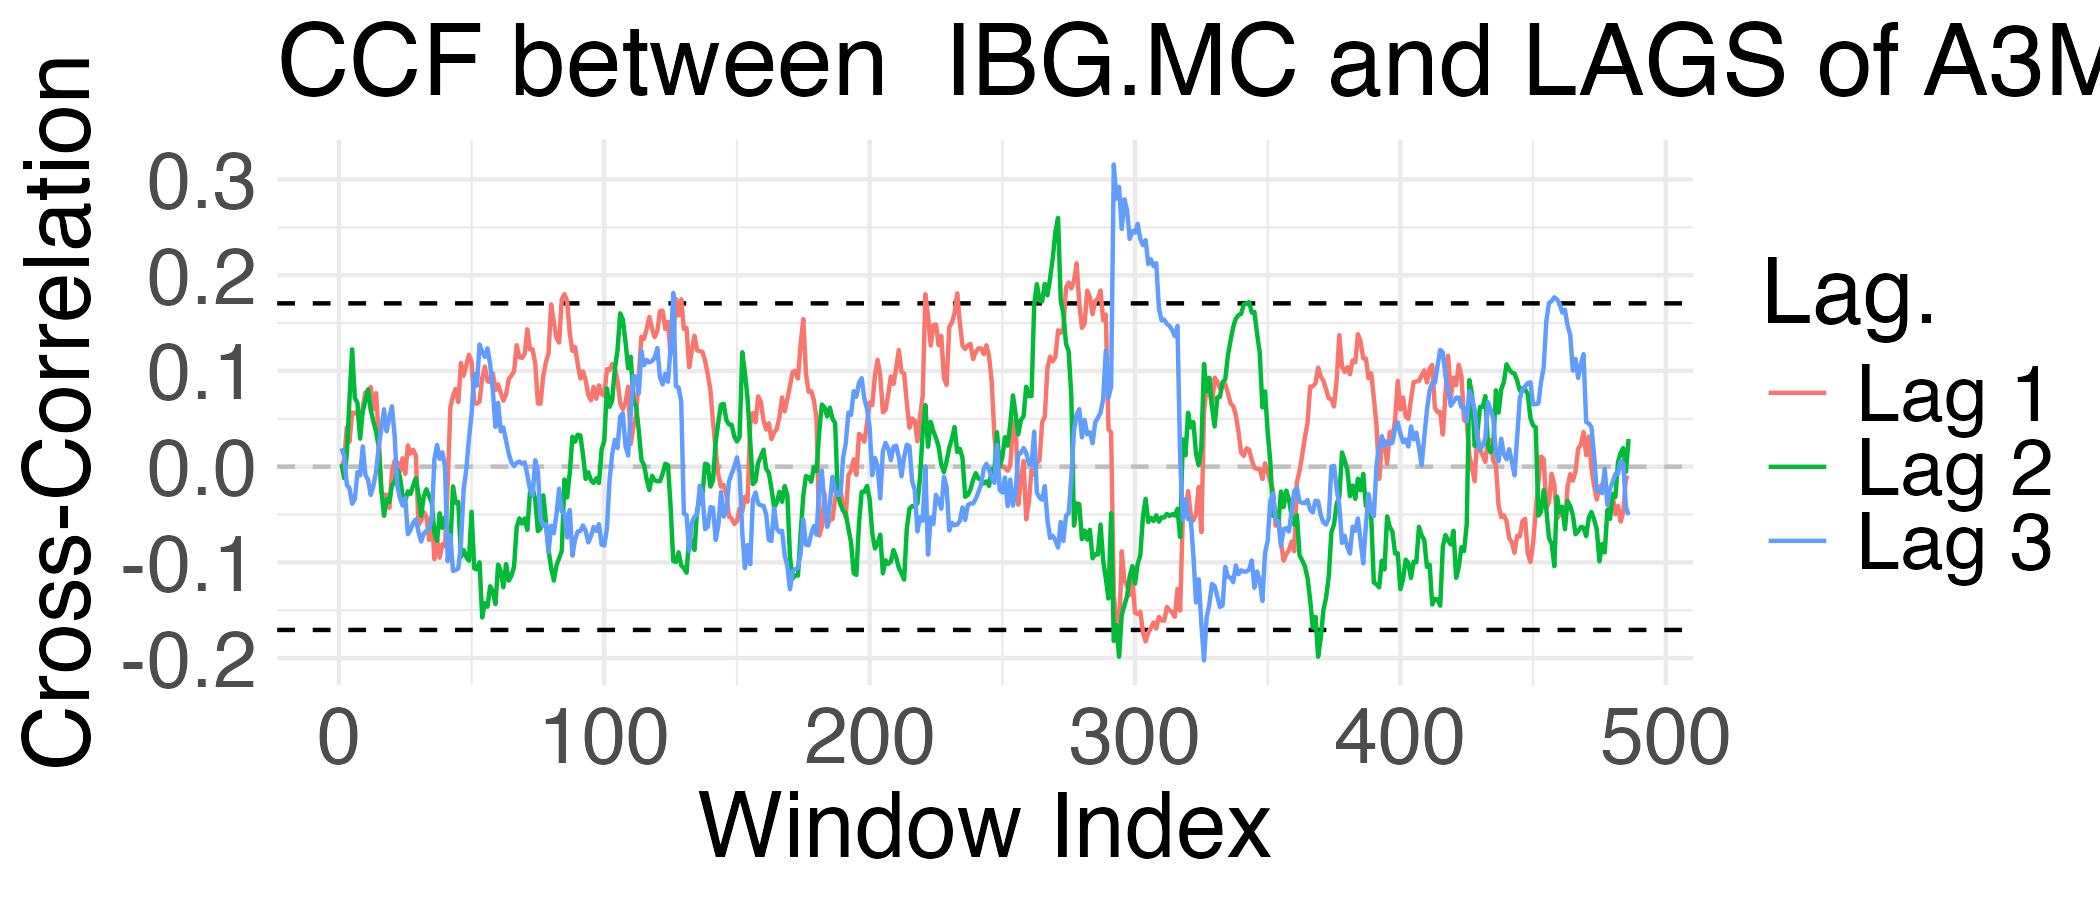 CCF between IBG.MC and LAGS of A3M
Cross-Correlation
0.3
0.2
0.1
0.0
-0.1
-0.2
0 100 200 300 400 500
Window Index
Lag.
Lag 1
Lag 2
Lag 3